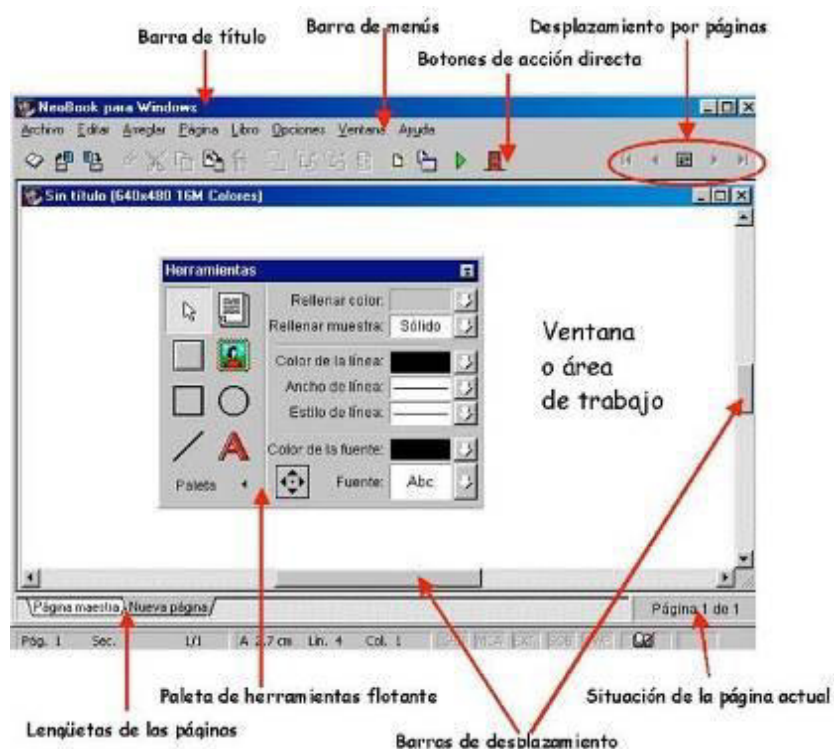 Barra de título
Barra de menús
Desplazamiento por páginas
Botones de acción directa
NeoBook para Windows
Archivo Editar Arreglar Página Libro Opciones Ventana Ayuda
Sin título (640x480 16M Colores)
Herramientas
Rellenar color:
Rellenar muestra: Sólido
Color de la línea:
Ancho de línea:
Estilo de línea:
Color de la fuente:
Paleta
Fuente: Abc
Ventana
o área
de trabajo
Página maestra Nueva página
Página 1 de 1
Pág. 1 Sec. 1/1 A 2,7 cm Lín. 4 Col. 1
Paleta de herramientas flotante
Situación de la página actual
Lengüetas de las páginas
Barras de desplazamiento